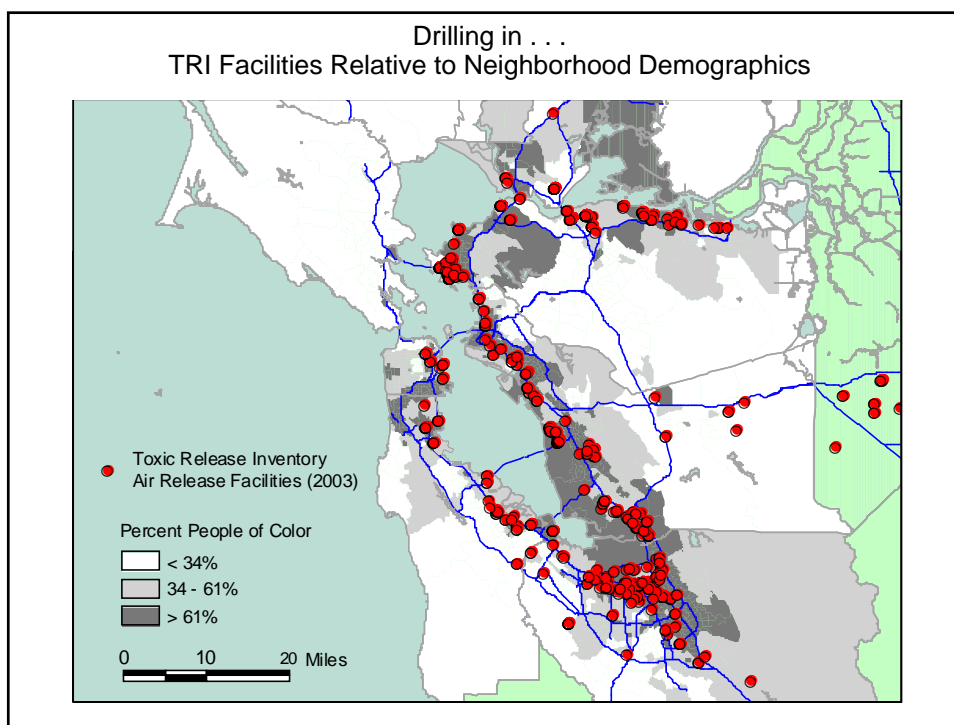 Drilling in . . .
TRI Facilities Relative to Neighborhood Demographics
Toxic Release Inventory
Air Release Facilities (2003)
Percent People of Color
< 34%
34 - 61%
> 61%
0 10 20 Miles